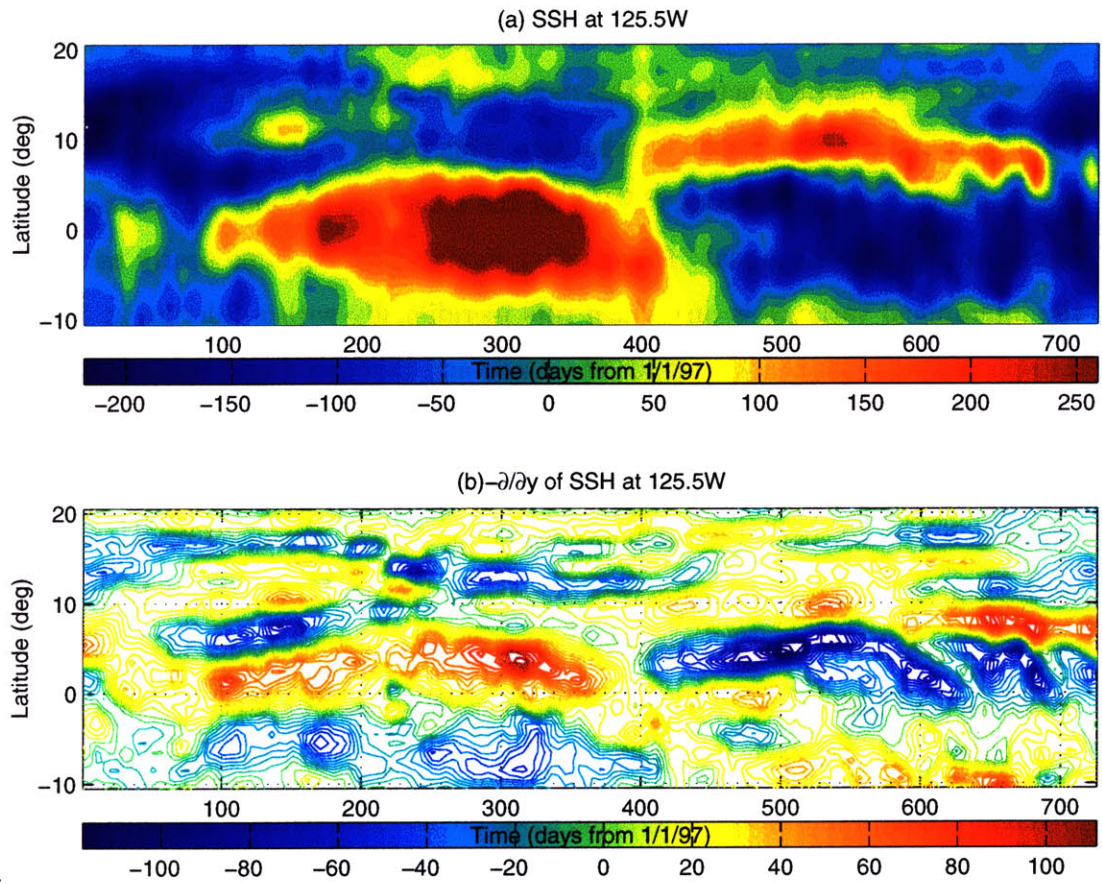 (a) SSH at 125.5W
20
10
0
−10
Latitude (deg)
100 200 300 400 500 600 700
Time (days from 1/1/97)
−200 −150 −100 −50 0 50 100 150 200 250
(b)−∂/∂y of SSH at 125.5W
20
10
0
−10
Latitude (deg)
100 200 300 400 500 600 700
Time (days from 1/1/97)
−100 −80 −60 −40 −20 0 20 40 60 80 100